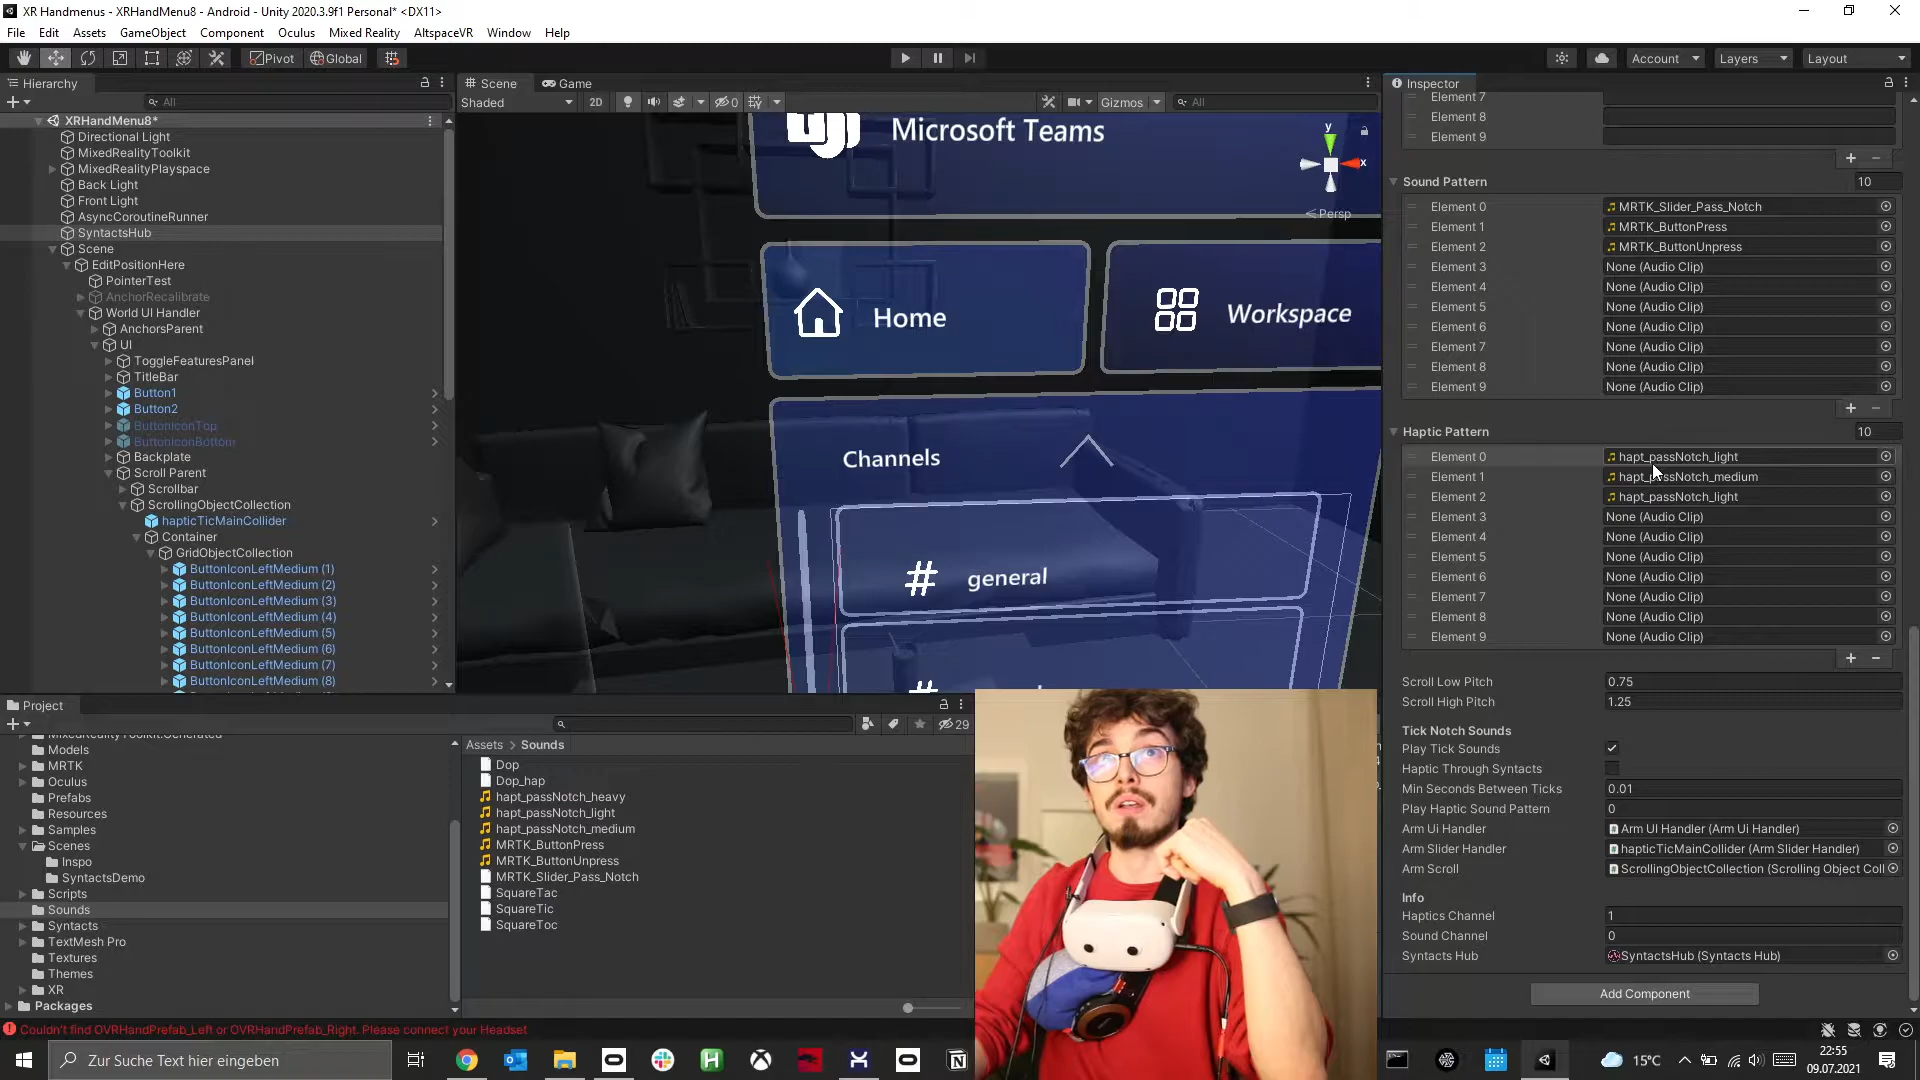 XR Handmenus - XRHandMenu8 - Android - Unity 2020.3.9f1 Personal* <DX11>
File Edit Assets GameObject Component Oculus Mixed Reality AltspaceVR Window Help
Pivot Global Account Layers Layout
Hierarchy
All
XRHandMenu8*
Directional Light
MixedRealityToolkit
MixedRealityPlayspace
Back Light
Front Light
AsyncCoroutineRunner
SyntactsHub
Scene
EditPositionHere
PointerTest
AnchorRecalibrate
World UI Handler
AnchorsParent
UI
ToggleFeaturesPanel
TitleBar
Button1
Button2
ButtonIconTop
ButtonIconBottom
Backplate
Scroll Parent
Scrollbar
ScrollingObjectCollection
hapticTicMainCollider
Container
GridObjectCollection
ButtonIconLeftMedium (1)
ButtonIconLeftMedium (2)
ButtonIconLeftMedium (3)
ButtonIconLeftMedium (4)
ButtonIconLeftMedium (5)
ButtonIconLeftMedium (6)
ButtonIconLeftMedium (7)
ButtonIconLeftMedium (8)
Scene Game
Shaded 2D 0 Gizmos All
Microsoft Teams
y
x
Persp
Home
Workspace
Channels
# general
#
Inspector
Element 7
Element 8
Element 9
Sound Pattern 10
Element 0 MRTK_Slider_Pass_Notch
Element 1 MRTK_ButtonPress
Element 2 MRTK_ButtonUnpress
Element 3 None (Audio Clip)
Element 4 None (Audio Clip)
Element 5 None (Audio Clip)
Element 6 None (Audio Clip)
Element 7 None (Audio Clip)
Element 8 None (Audio Clip)
Element 9 None (Audio Clip)
Haptic Pattern 10
Element 0 hapt_passNotch_light
Element 1 hapt_passNotch_medium
Element 2 hapt_passNotch_light
Element 3 None (Audio Clip)
Element 4 None (Audio Clip)
Element 5 None (Audio Clip)
Element 6 None (Audio Clip)
Element 7 None (Audio Clip)
Element 8 None (Audio Clip)
Element 9 None (Audio Clip)
Scroll Low Pitch 0.75
Scroll High Pitch 1.25
Tick Notch Sounds
Play Tick Sounds
Haptic Through Syntacts
Min Seconds Between Ticks 0.01
Play Haptic Sound Pattern 0
Arm Ui Handler Arm UI Handler (Arm Ui Handler)
Arm Slider Handler hapticTicMainCollider (Arm Slider Handler)
Arm Scroll ScrollingObjectCollection (Scrolling Object Coll
Info
Haptics Channel 1
Sound Channel 0
Syntacts Hub SyntactsHub (Syntacts Hub)
Add Component
Project
29
MixedRealityToolkit.Generated
Models
MRTK
Oculus
Prefabs
Resources
Samples
Scenes
Inspo
SyntactsDemo
Scripts
Sounds
Syntacts
TextMesh Pro
Textures
Themes
XR
Packages
Assets > Sounds
Dop
Dop_hap
hapt_passNotch_heavy
hapt_passNotch_light
hapt_passNotch_medium
MRTK_ButtonPress
MRTK_ButtonUnpress
MRTK_Slider_Pass_Notch
SquareTac
SquareTic
SquareToc
Couldn't find OVRHandPrefab_Left or OVRHandPrefab_Right. Please connect your Headset
Zur Suche Text hier eingeben
15°C
22:55
09.07.2021